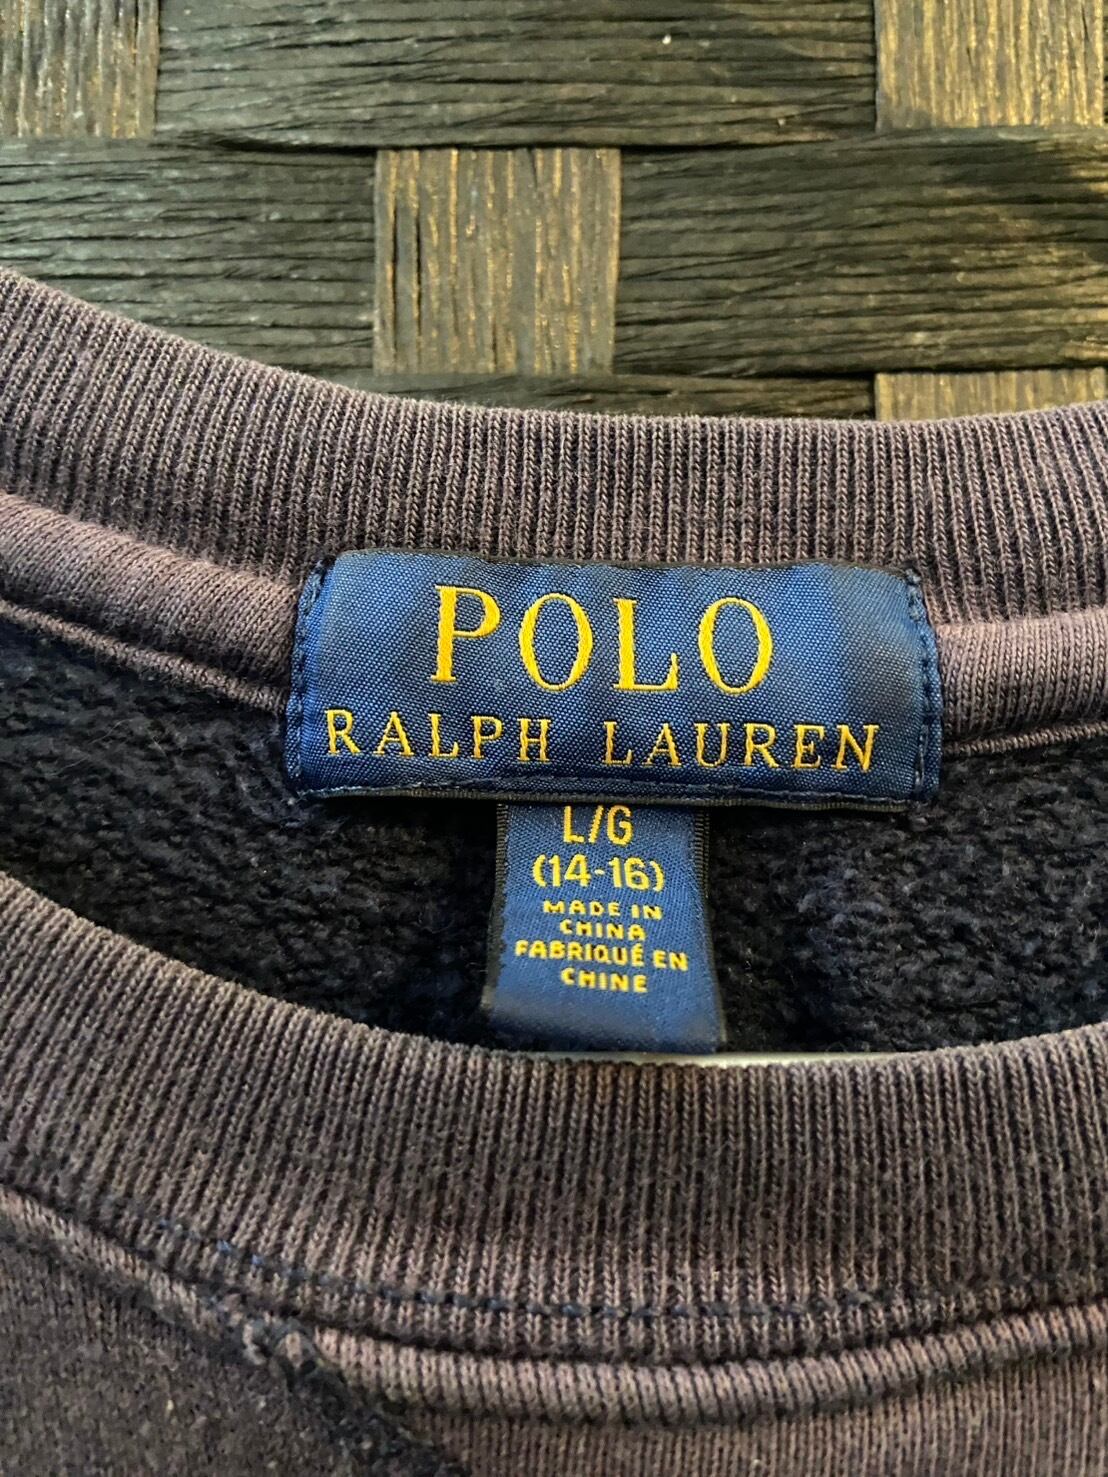 POLO
RALPH LAUREN
L/G
(14-16)
MADE IN
CHINA
FABRIQUÉ EN
CHINE